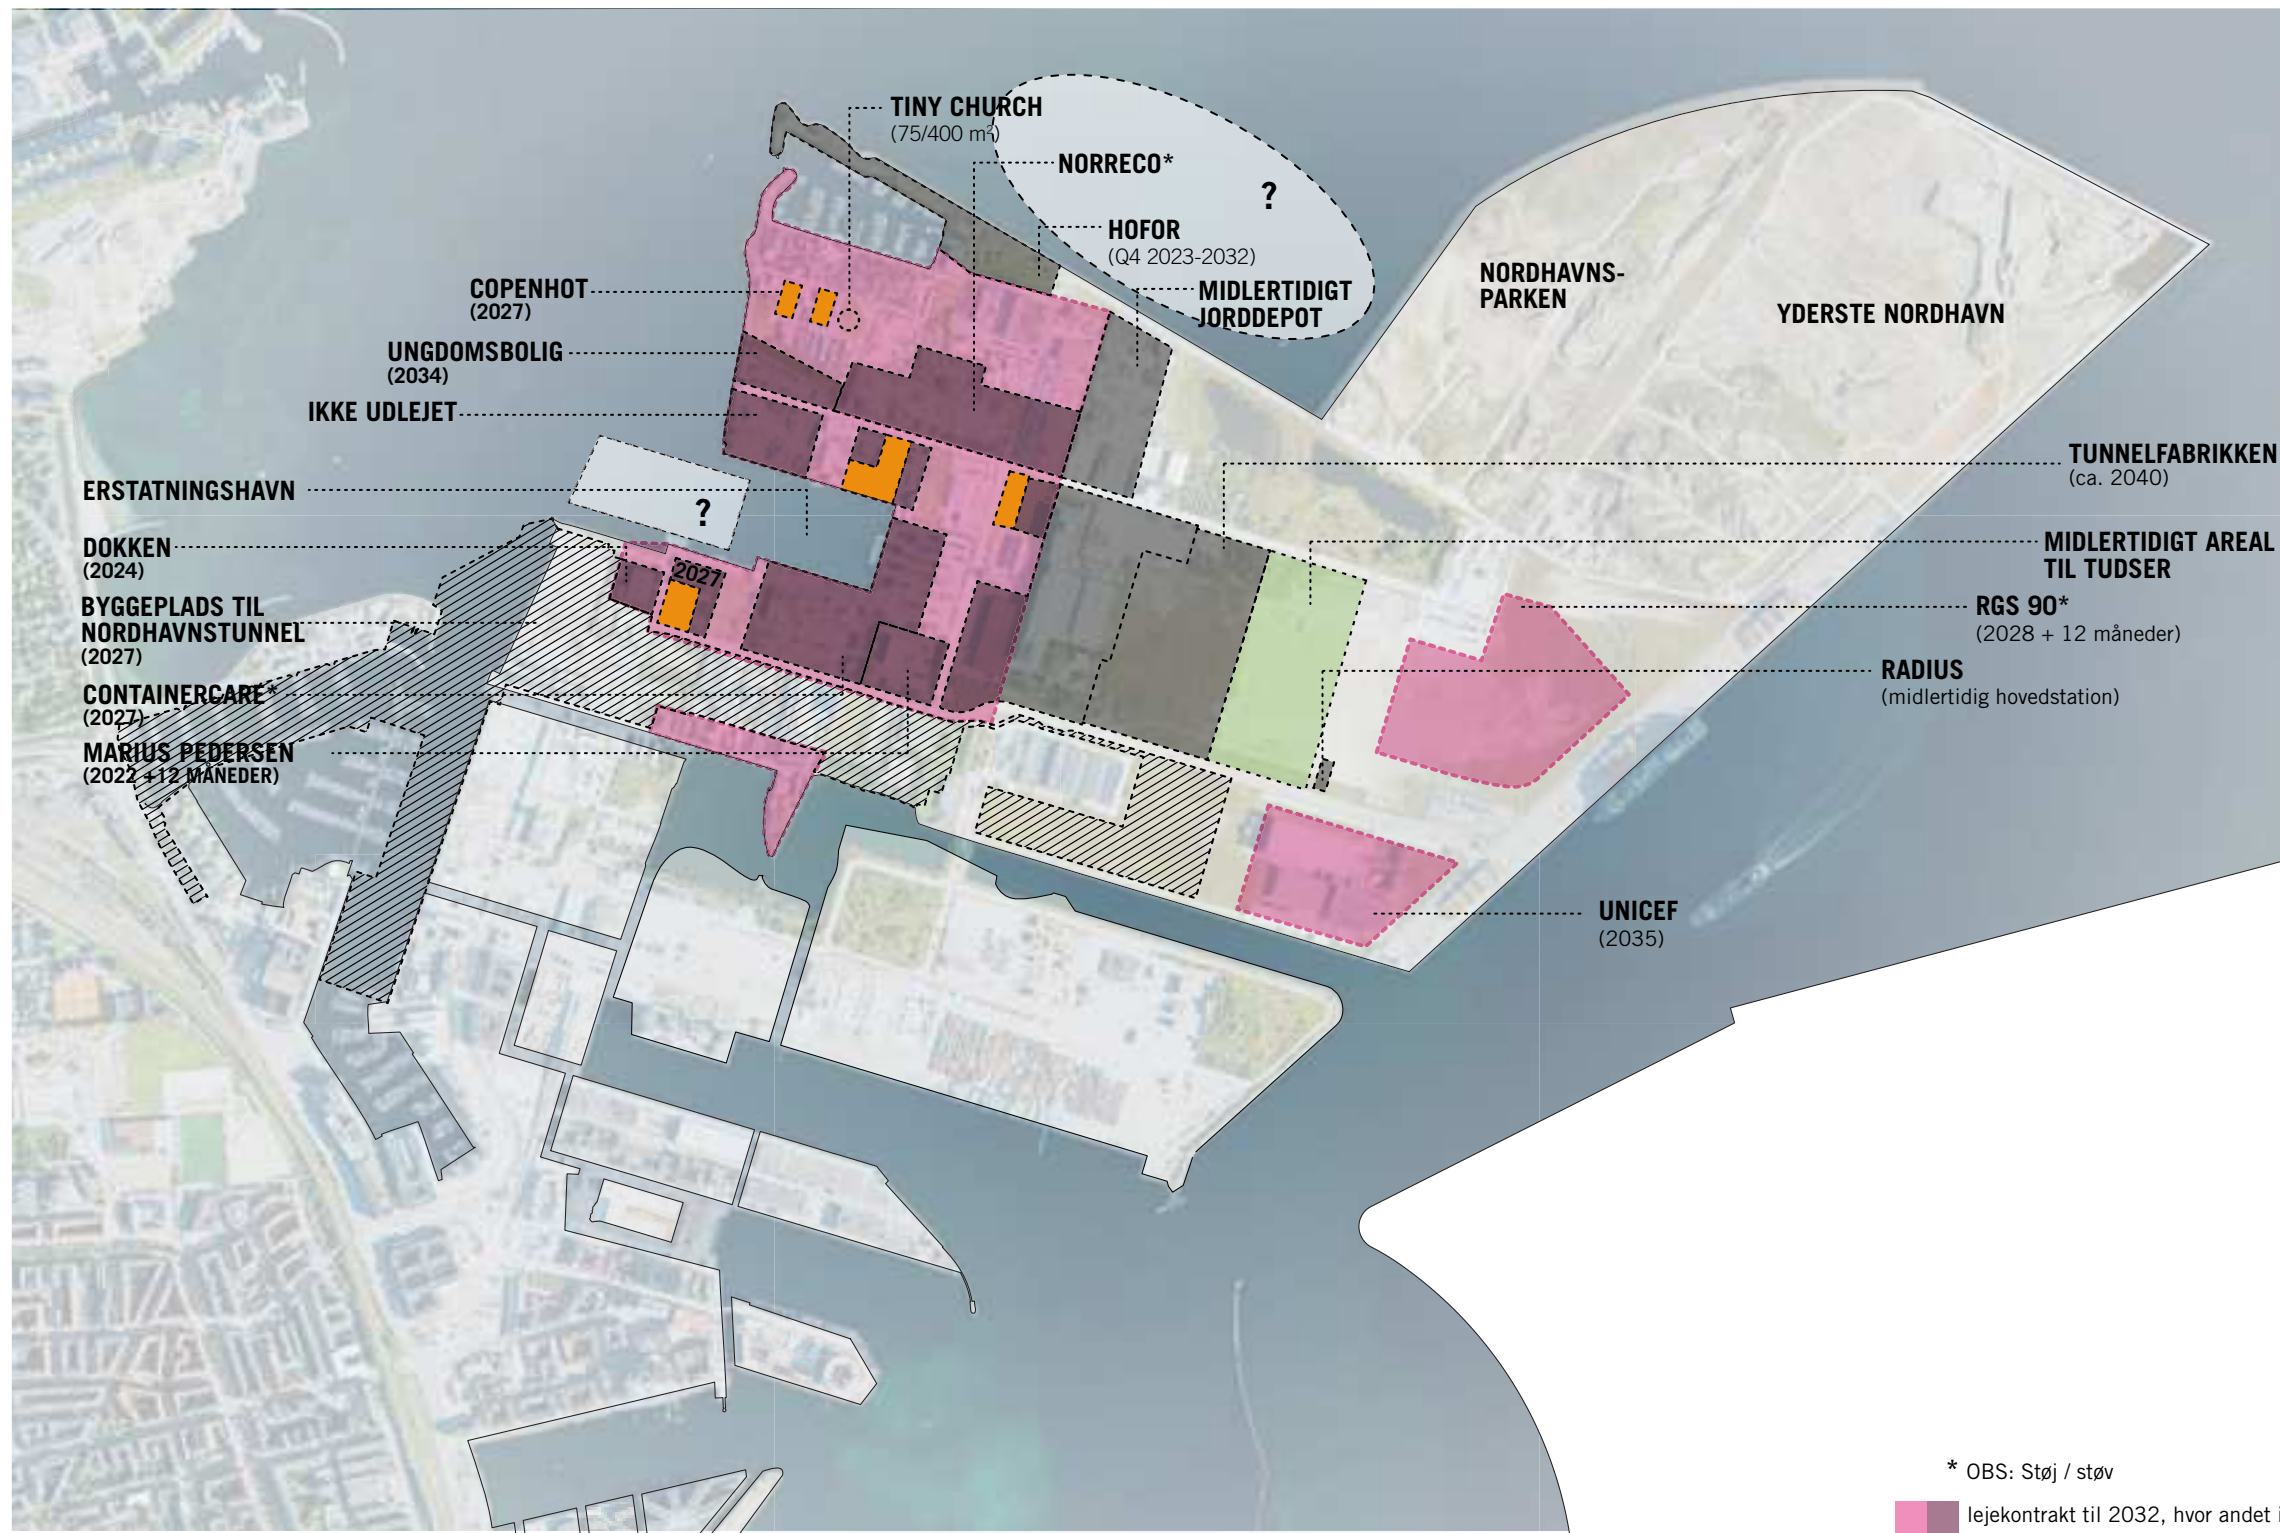 TINY CHURCH
(75/400 m²)
NORRECO*
?
HOFOR
(Q4 2023-2032)
MIDLERTIDIGT
JORDDEPOT
NORDHAVNS-
PARKEN
YDERSTE NORDHAVN
COPENHOT
(2027)
UNGDOMSBOLIG
(2034)
IKKE UDLEJET
ERSTATNINGSHAVN
?
DOKKEN
(2024)
2027
BYGGEPLADS TIL
NORDHAVNSTUNNEL
(2027)
CONTAINERCARE*
(2027)
MARIUS PEDERSEN
(2022 +12 MÅNEDER)
TUNNELFABRIKKEN
(ca. 2040)
MIDLERTIDIGT AREAL
TIL TUDSER
RGS 90*
(2028 + 12 måneder)
RADIUS
(midlertidig hovedstation)
UNICEF
(2035)
* OBS: Støj / støv
lejekontrakt til 2032, hvor andet i